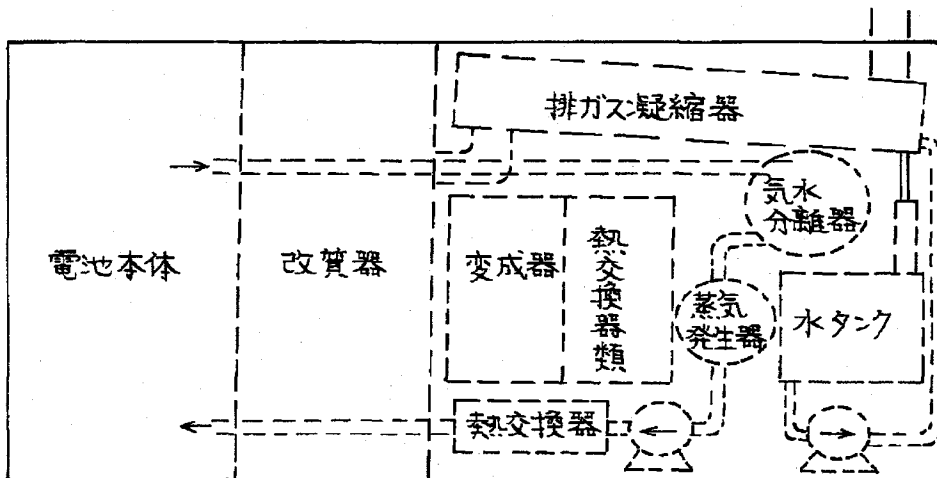 排ガス凝縮器
気水
分離器
電池本体
改質器
変成器
熱交換器類
蒸気
発生器
水タンク
熱交換器